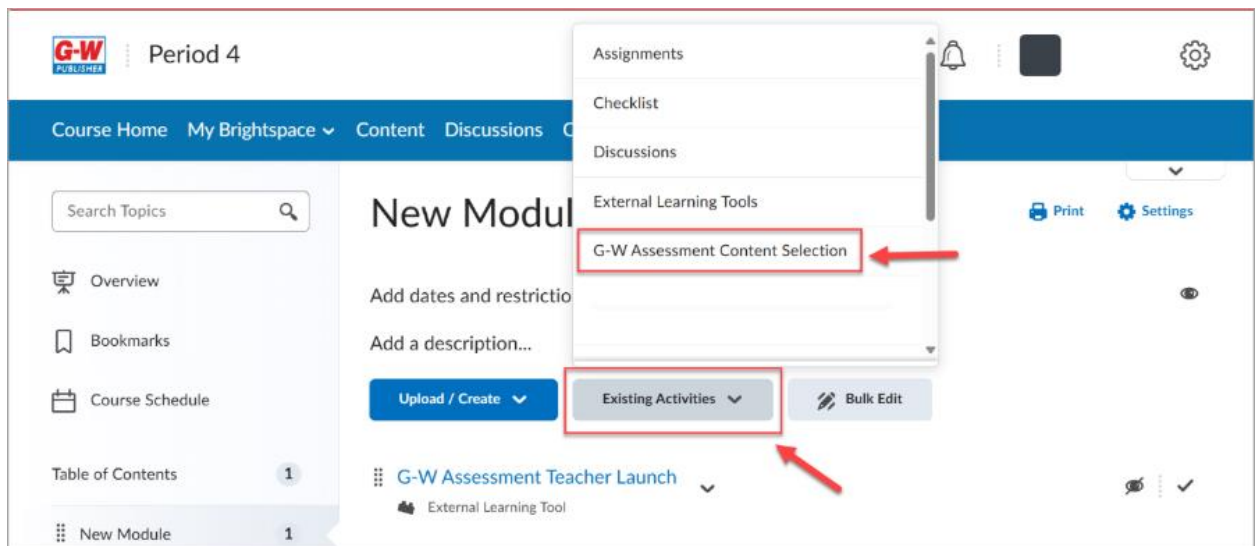 G-W
PUBLISHER
Period 4
Assignments
Checklist
Discussions
External Learning Tools
G-W Assessment Content Selection
Course Home My Brightspace Content Discussions
Search Topics
New Modul
Print Settings
Overview
Bookmarks
Course Schedule
Table of Contents 1
New Module 1
Add dates and restrictio
Add a description...
Upload / Create Existing Activities Bulk Edit
G-W Assessment Teacher Launch
External Learning Tool